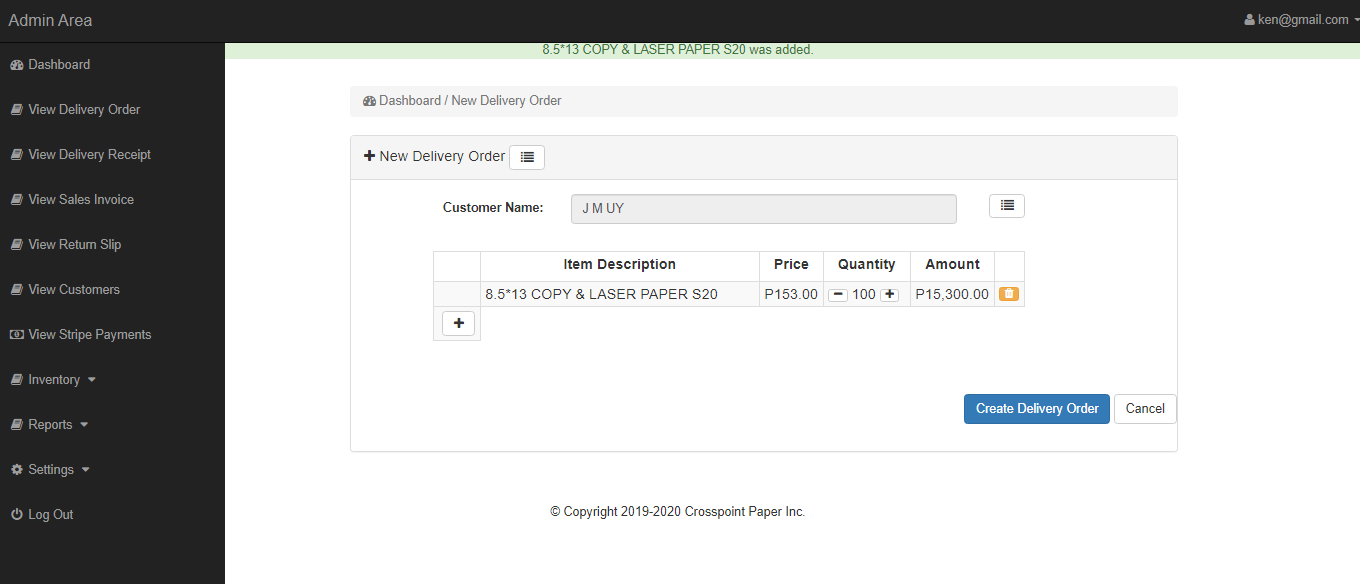 Admin Area
ken@gmail.com
8.5*13 COPY & LASER PAPER S20 was added.
Dashboard
View Delivery Order
View Delivery Receipt
View Sales Invoice
View Return Slip
View Customers
View Stripe Payments
Inventory
Reports
Settings
Log Out
Dashboard / New Delivery Order
New Delivery Order
Customer Name: J M UY
Item Description Price Quantity Amount
8.5*13 COPY & LASER PAPER S20 P153.00 100 P15,300.00
Create Delivery Order Cancel
© Copyright 2019-2020 Crosspoint Paper Inc.